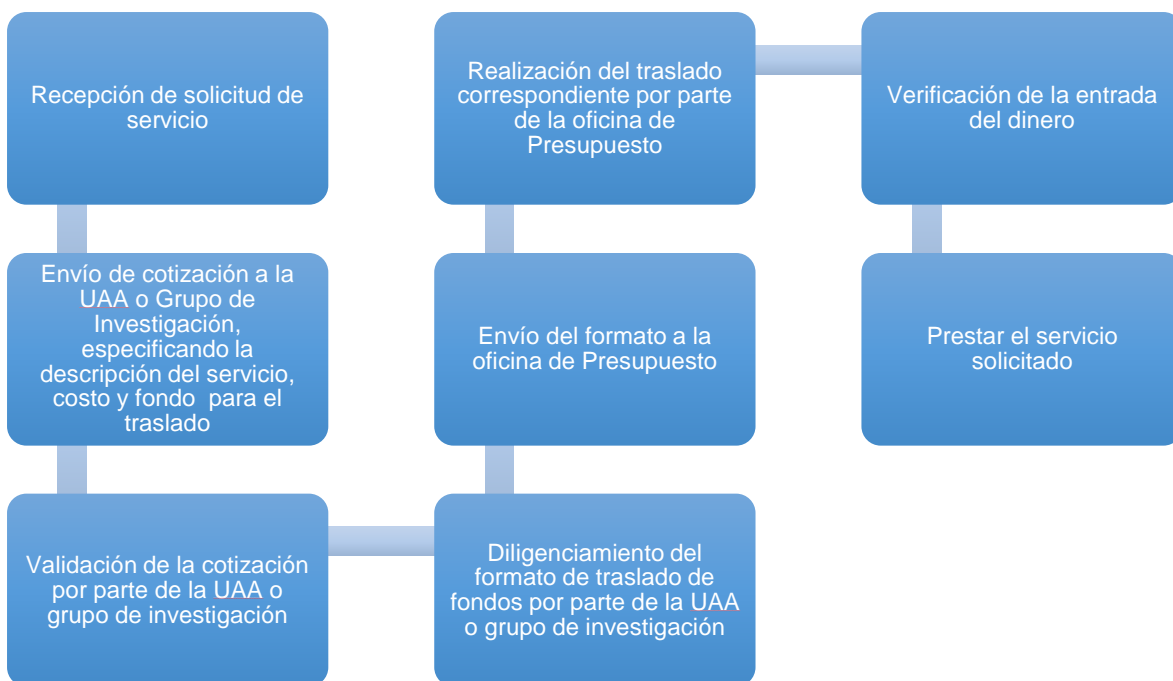 Recepción de solicitud de
servicio
Envío de cotización a la
UAA o Grupo de
Investigación,
especificando la
descripción del servicio,
costo y fondo  para el
traslado
Validación de la cotización
por parte de la UAA o
grupo de investigación
Diligenciamiento del
formato de traslado de
fondos por parte de la UAA
o grupo de investigación
Envío del formato a la
oficina de Presupuesto
Realización del traslado
correspondiente por parte
de la oficina de
Presupuesto
Verificación de la entrada
del dinero
Prestar el servicio
solicitado